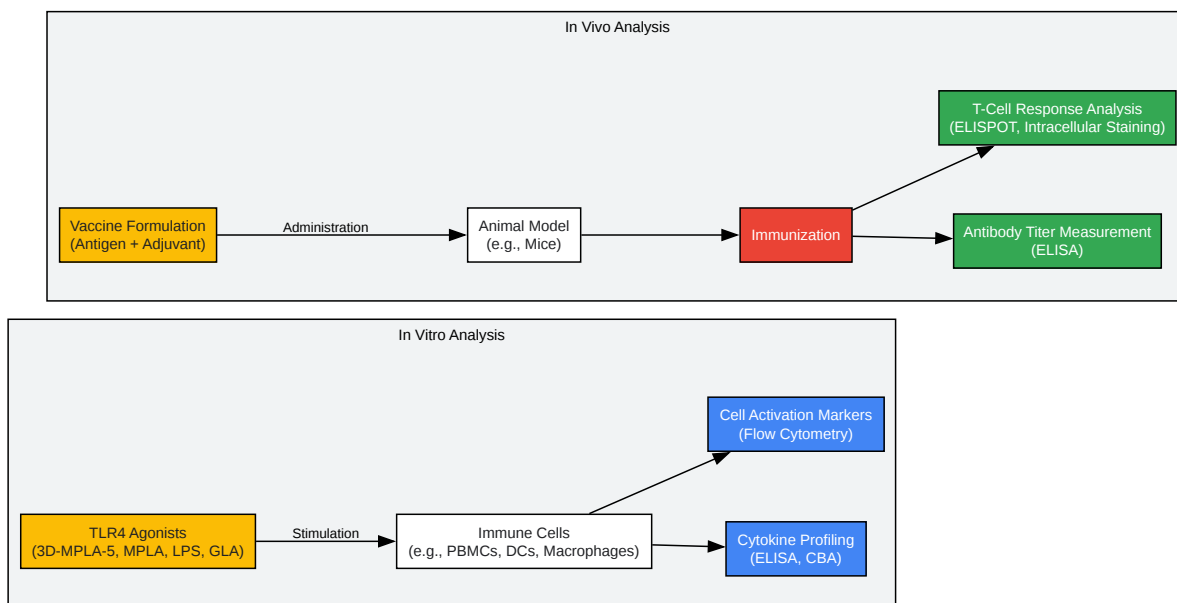 In Vivo Analysis
T-Cell Response Analysis
(ELISPOT, Intracellular Staining)
Vaccine Formulation
(Antigen + Adjuvant)
Administration
Animal Model
(e.g., Mice)
Immunization
Antibody Titer Measurement
(ELISA)
In Vitro Analysis
Cell Activation Markers
(Flow Cytometry)
TLR4 Agonists
(3D-MPLA-5, MPLA, LPS, GLA)
Stimulation
Immune Cells
(e.g., PBMCs, DCs, Macrophages)
Cytokine Profiling
(ELISA, CBA)